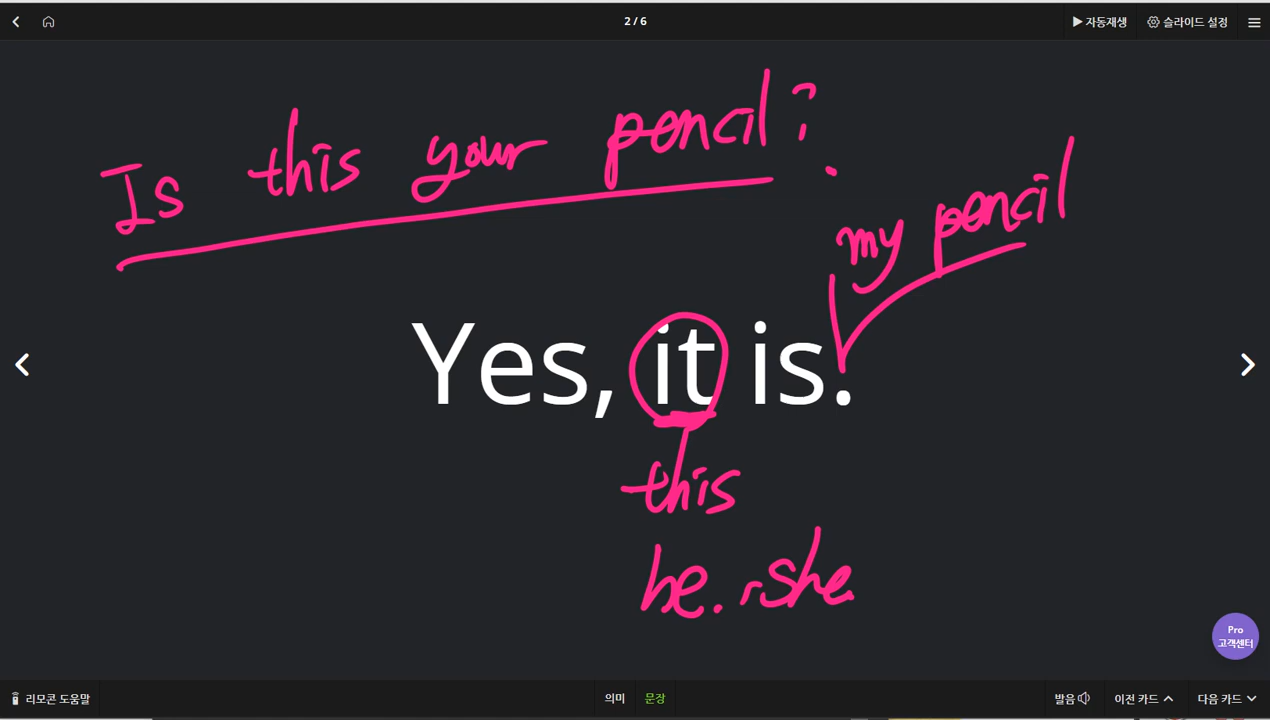 2 / 6
자동재생
슬라이드 설정
Is this your pencil?
my pencil
Yes, it is.
this
he. she
Pro
고객센터
리모콘 도움말
의미
문장
발음
이전 카드
다음 카드